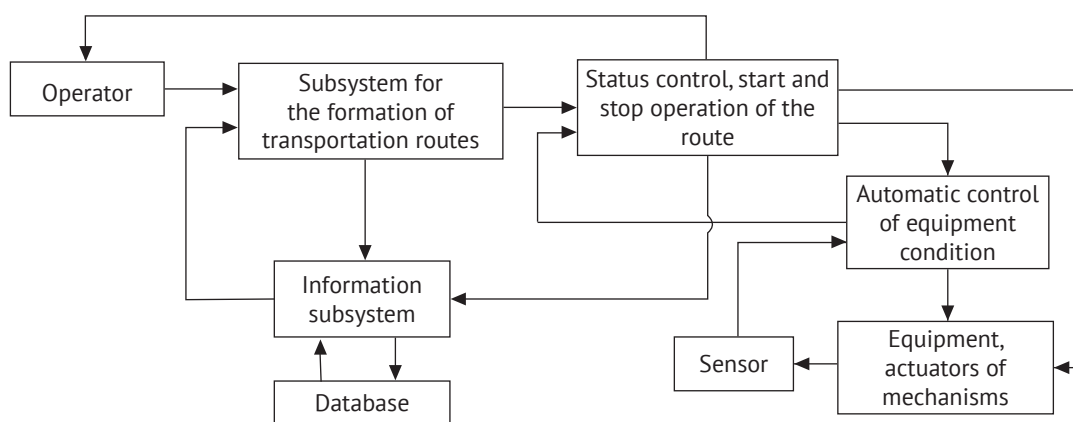 Operator
Subsystem for
the formation of
transportation routes
Status control, start and
stop operation of the
route
Automatic control
of equipment
condition
Information
subsystem
Sensor
Equipment,
actuators of
mechanisms
Database